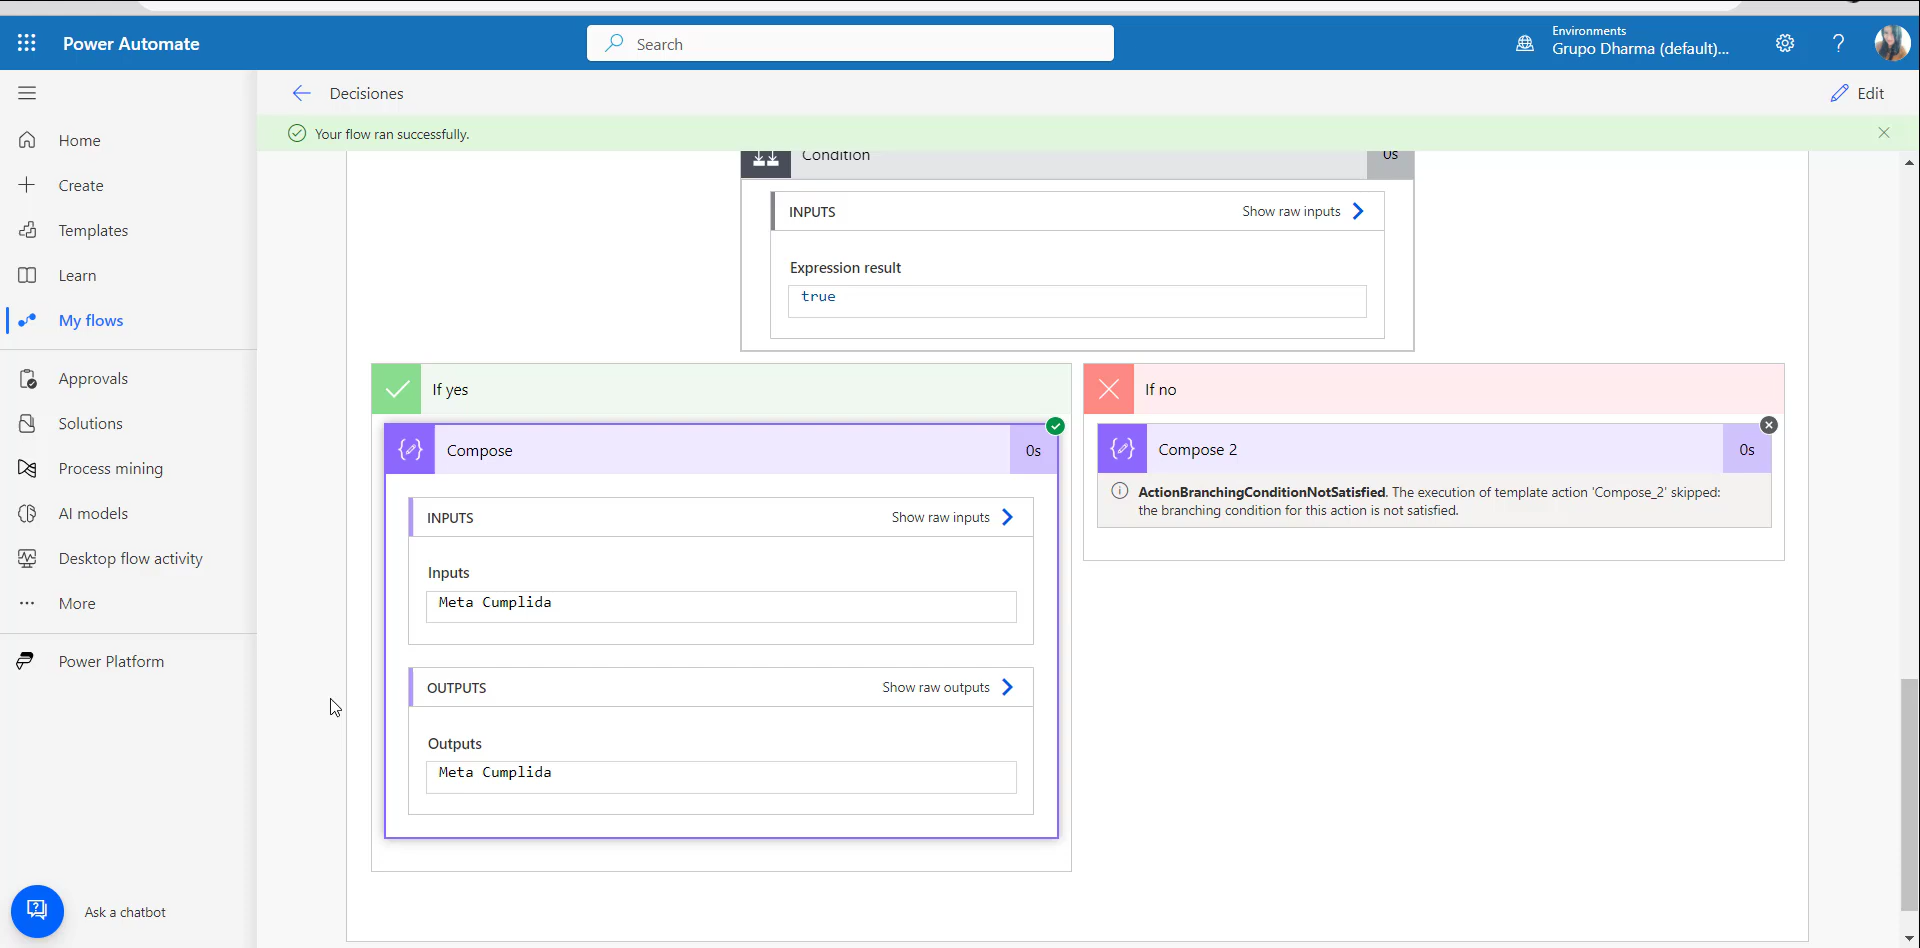 Power Automate
Search
Environments
Grupo Dharma (default)...
Decisiones
Edit
Your flow ran successfully.
Home
Create
Templates
Learn
My flows
Approvals
Solutions
Process mining
AI models
Desktop flow activity
More
Power Platform
Ask a chatbot
Condition
0s
INPUTS
Show raw inputs
Expression result
true
If yes
Compose
0s
INPUTS
Show raw inputs
Inputs
Meta Cumplida
OUTPUTS
Show raw outputs
Outputs
Meta Cumplida
If no
Compose 2
0s
ActionBranchingConditionNotSatisfied. The execution of template action 'Compose_2' skipped:
the branching condition for this action is not satisfied.